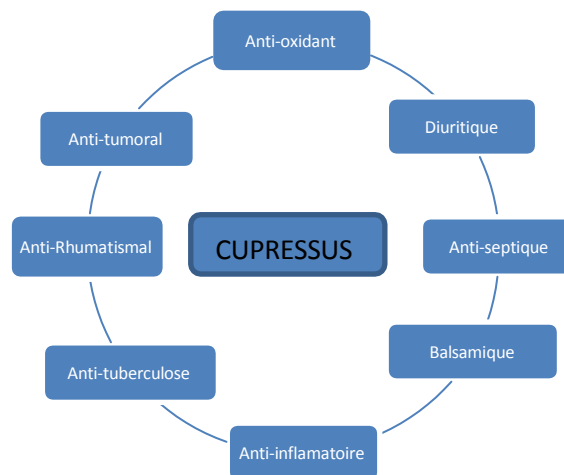 Anti-oxidant
Diuritique
Anti-septique
Balsamique
Anti-inflamatoire
Anti-tuberculose
Anti-Rhumatismal
Anti-tumoral
CUPRESSUS